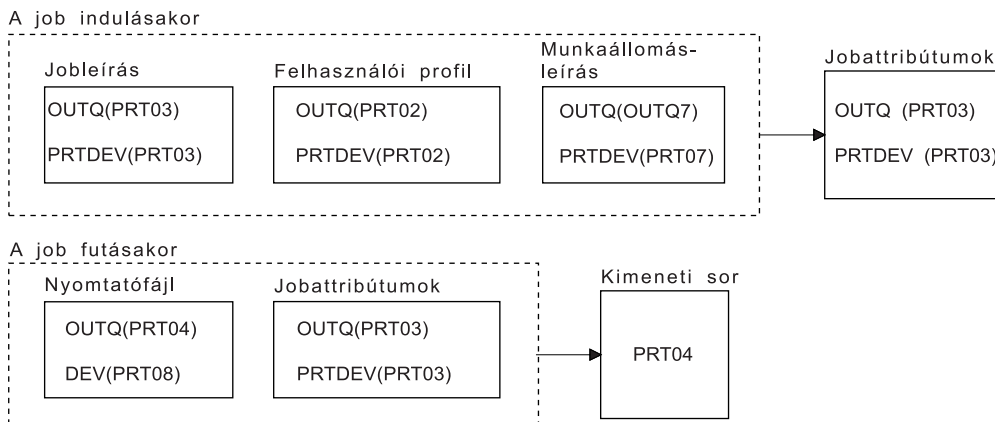 A job indulásakor
Jobleírás
OUTQ(PRT03)
PRTDEV(PRT03)
Felhasználói profil
OUTQ(PRT02)
PRTDEV(PRT02)
Munkaállomás-
leírás
OUTQ(OUTQ7)
PRTDEV(PRT07)
Jobattribútumok
OUTQ (PRT03)
PRTDEV (PRT03)
A job futásakor
Nyomtatófájl
OUTQ(PRT04)
DEV(PRT08)
Jobattribútumok
OUTQ(PRT03)
PRTDEV(PRT03)
Kimeneti sor
PRT04